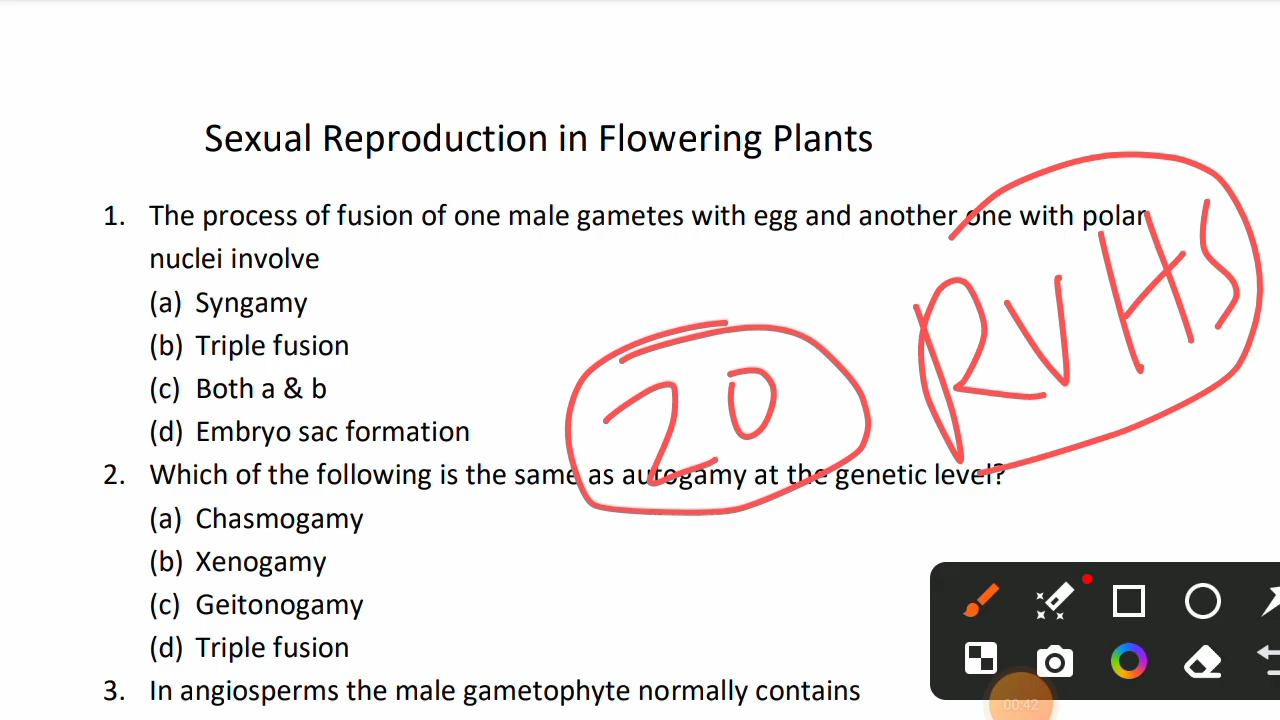 Sexual Reproduction in Flowering Plants
1. The process of fusion of one male gametes with egg and another one with polar
nuclei involve
(a) Syngamy
(b) Triple fusion
(c) Both a & b
(d) Embryo sac formation
2. Which of the following is the same as autogamy at the genetic level?
(a) Chasmogamy
(b) Xenogamy
(c) Geitonogamy
(d) Triple fusion
3. In angiosperms the male gametophyte normally contains
20
RVHS
00:42